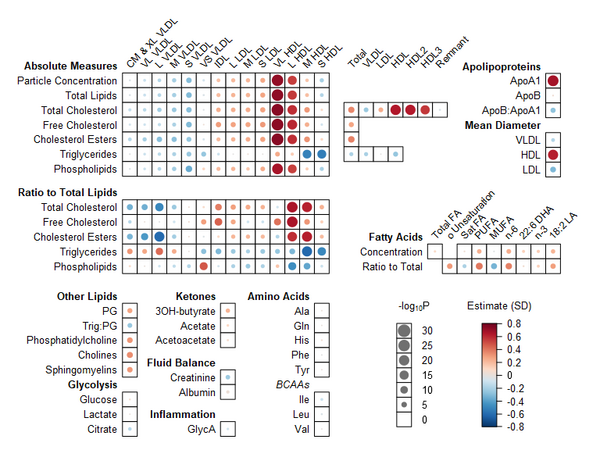 CM & XL VLDL
VL VLDL
L VLDL
M VLDL
S VLDL
VS VLDL
IDL
L LDL
M LDL
S LDL
VL HDL
L HDL
M HDL
S HDL
Total
VLDL
LDL
HDL
HDL2
HDL3
Remnant
Absolute Measures
Particle Concentration
Total Lipids
Total Cholesterol
Free Cholesterol
Cholesterol Esters
Triglycerides
Phospholipids
Apolipoproteins
ApoA1
ApoB
ApoB:ApoA1
Mean Diameter
VLDL
HDL
LDL
Ratio to Total Lipids
Total Cholesterol
Free Cholesterol
Cholesterol Esters
Triglycerides
Phospholipids
Total FA
o Unsaturation
Sat FA
PUFA
MUFA
n-6
22:6 DHA
n-3
18:2 LA
Fatty Acids
Concentration
Ratio to Total
Other Lipids
PG
Trig:PG
Phosphatidylcholine
Cholines
Sphingomyelins
Glycolysis
Glucose
Lactate
Citrate
Ketones
3OH-butyrate
Acetate
Acetoacetate
Fluid Balance
Creatinine
Albumin
Inflammation
GlycA
Amino Acids
Ala
Gln
His
Phe
Tyr
BCAAs
Ile
Leu
Val
-log10P
30
25
20
15
10
5
0
Estimate (SD)
0.8
0.6
0.4
0.2
0
-0.2
-0.4
-0.6
-0.8